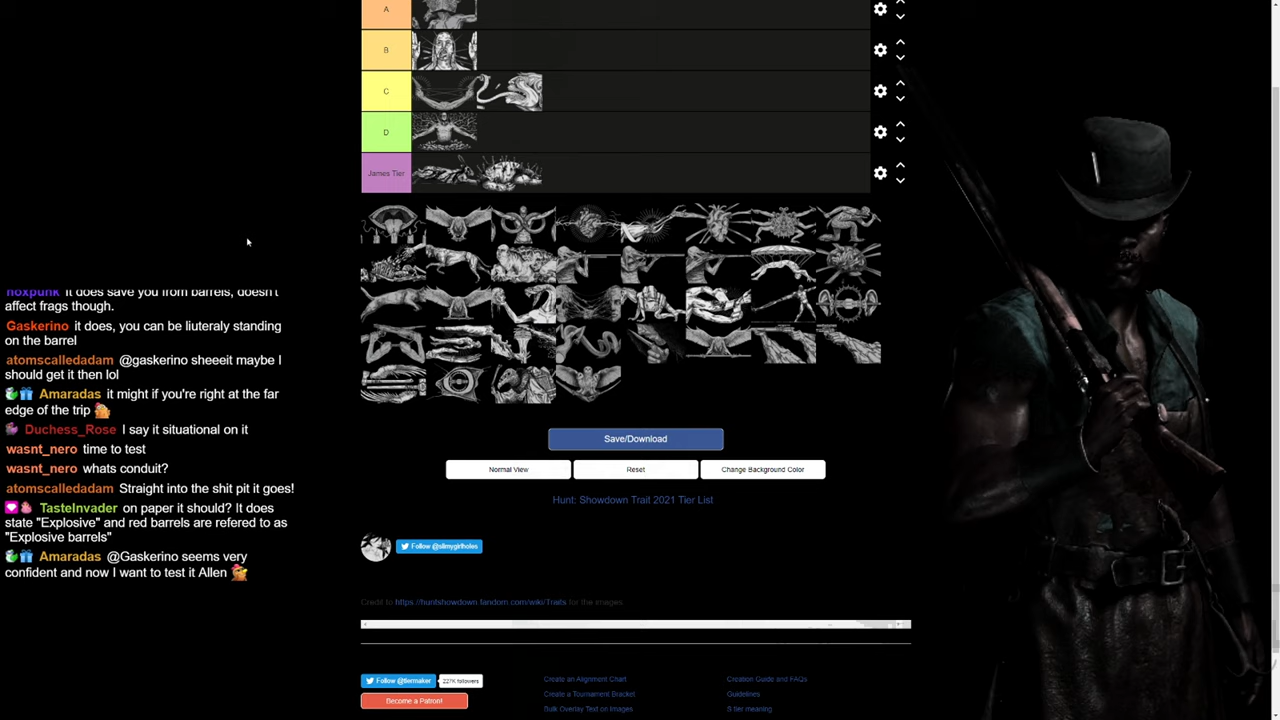 A
B
C
D
James Tier
noxpunk it does save you from barrels, doesn't
affect frags though.
Gaskerino it does, you can be liuteraly standing
on the barrel
atomscalledadam @gaskerino sheeeit maybe I
should get it then lol
Amaradas it might if you're right at the far
edge of the trip
Duchess_Rose I say it situational on it
wasnt_nero time to test
wasnt_nero whats conduit?
atomscalledadam Straight into the shit pit it goes!
TasteInvader on paper it should? It does
state "Explosive" and red barrels are refered to as
"Explosive barrels"
Amaradas @Gaskerino seems very
confident and now I want to test it Allen
Save/Download
Normal View
Reset
Change Background Color
Hunt: Showdown Trait 2021 Tier List
Follow @slimygirlholes
Credit to https://huntshowdown.fandom.com/wiki/Traits for the images.
Follow @tiermaker
227K followers
Become a Patron!
Create an Alignment Chart
Create a Tournament Bracket
Bulk Overlay Text on Images
Creation Guide and FAQs
Guidelines
S tier meaning